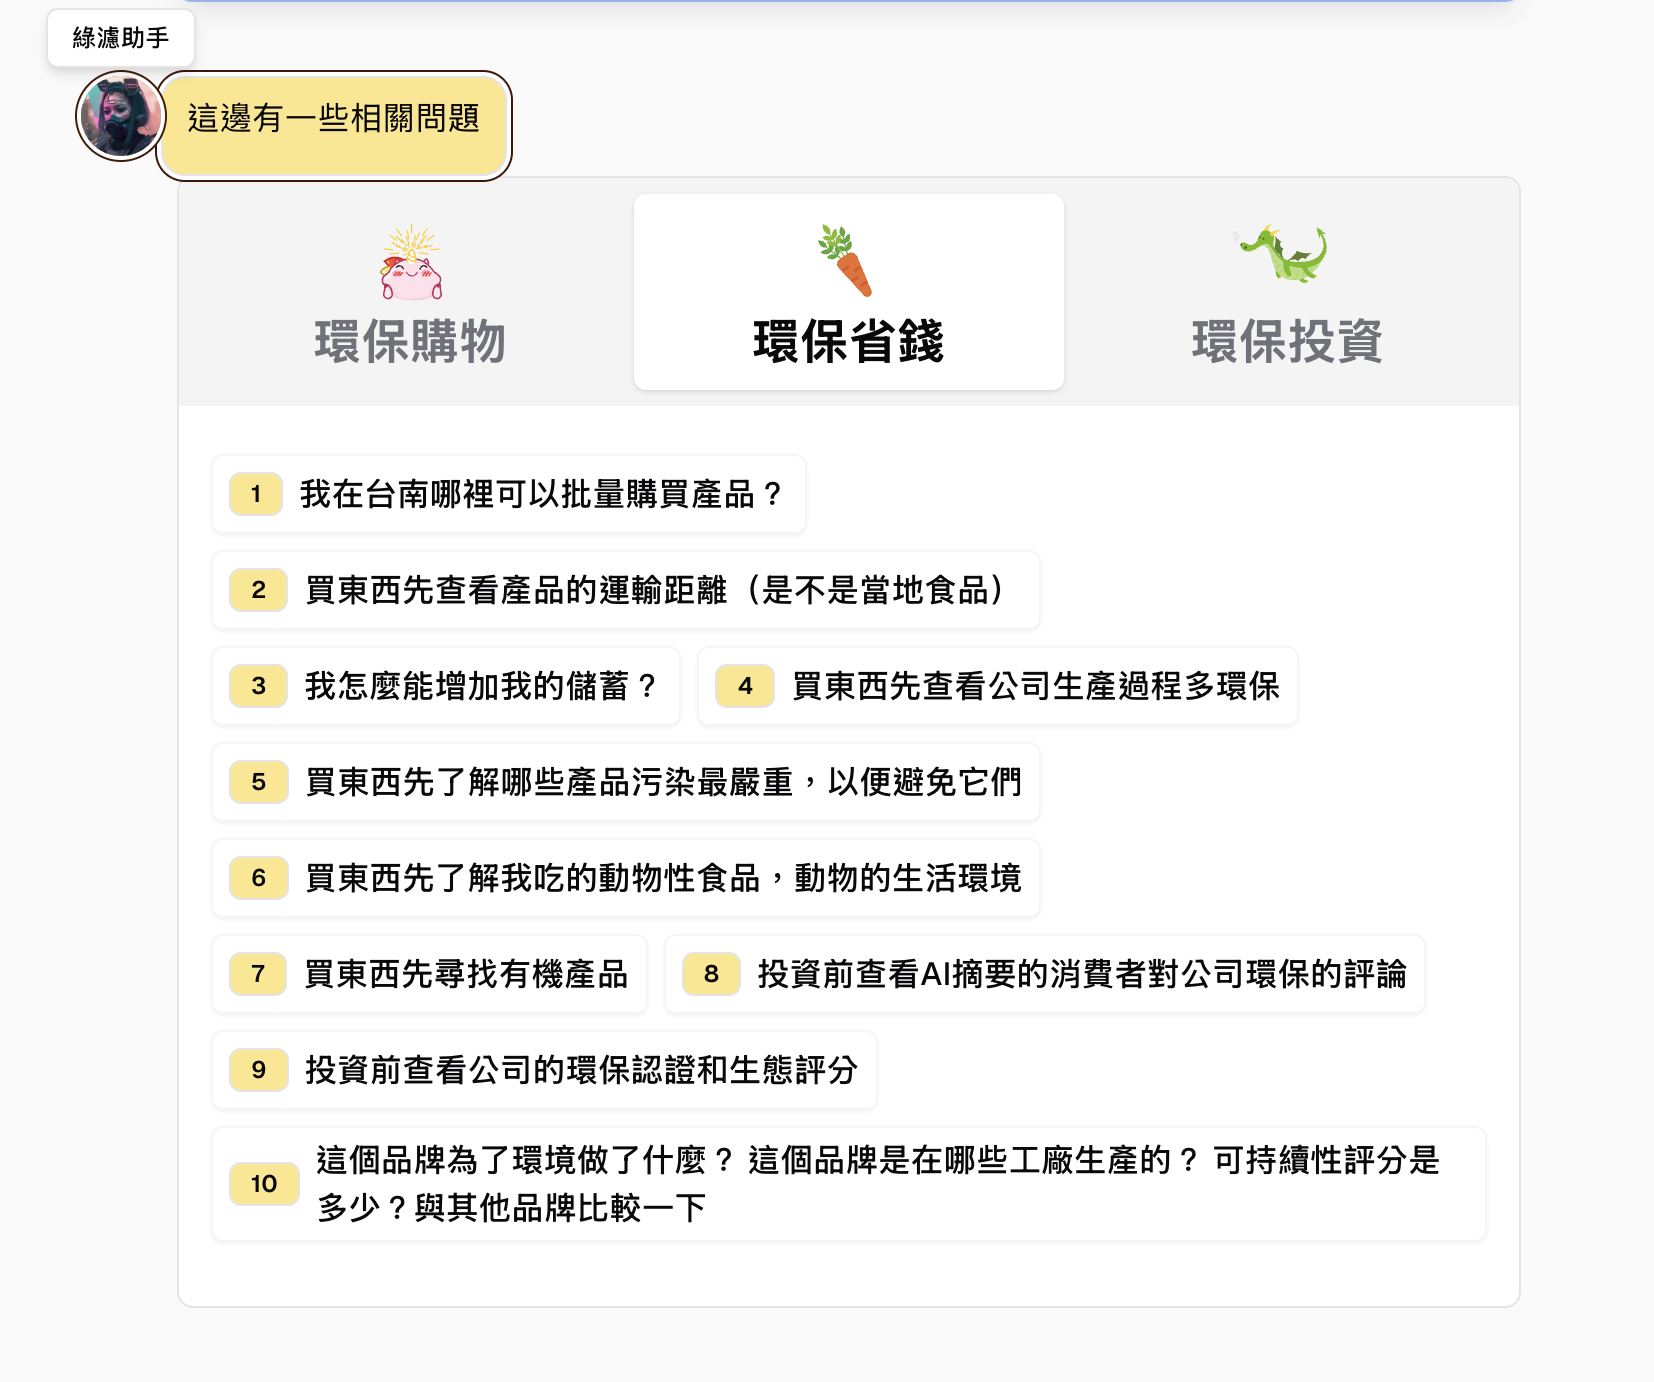 綠濾助手
這邊有一些相關問題
環保購物
環保省錢
環保投資
1 我在台南哪裡可以批量購買產品？
2 買東西先查看產品的運輸距離（是不是當地食品）
3 我怎麼能增加我的儲蓄？
4 買東西先查看公司生產過程多環保
5 買東西先了解哪些產品污染最嚴重，以便避免它們
6 買東西先了解我吃的動物性食品，動物的生活環境
7 買東西先尋找有機產品
8 投資前查看AI摘要的消費者對公司環保的評論
9 投資前查看公司的環保認證和生態評分
10 這個品牌為了環境做了什麼？ 這個品牌是在哪些工廠生產的？ 可持續性評分是
多少？與其他品牌比較一下